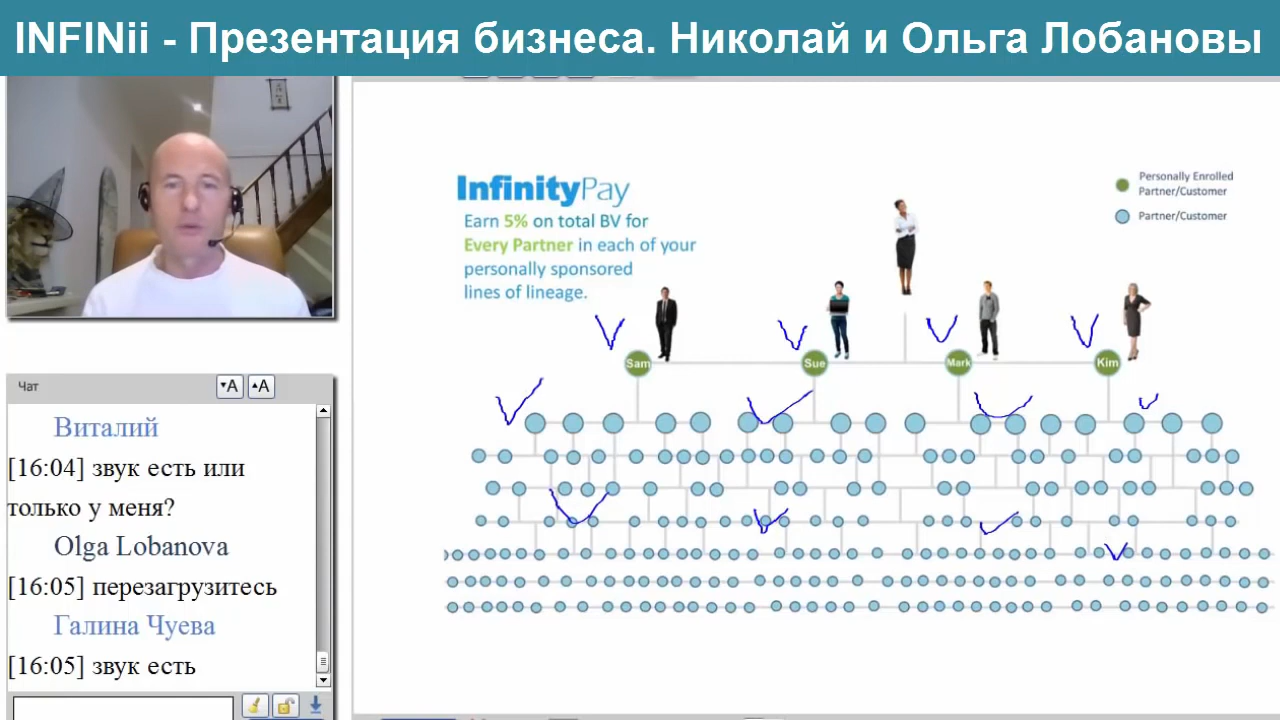 INFINii - Презентация бизнеса. Николай и Ольга Лобановы
InfinityPay
Earn 5% on total BV for
Every Partner in each of your
personally sponsored
lines of lineage.
Personally Enrolled
Partner/Customer
Partner/Customer
Sam
Sue
Mark
Kim
Чат
▼A
▲A
Виталий
[16:04] звук есть или
только у меня?
Olga Lobanova
[16:05] перезагрузитесь
Галина Чуева
[16:05] звук есть